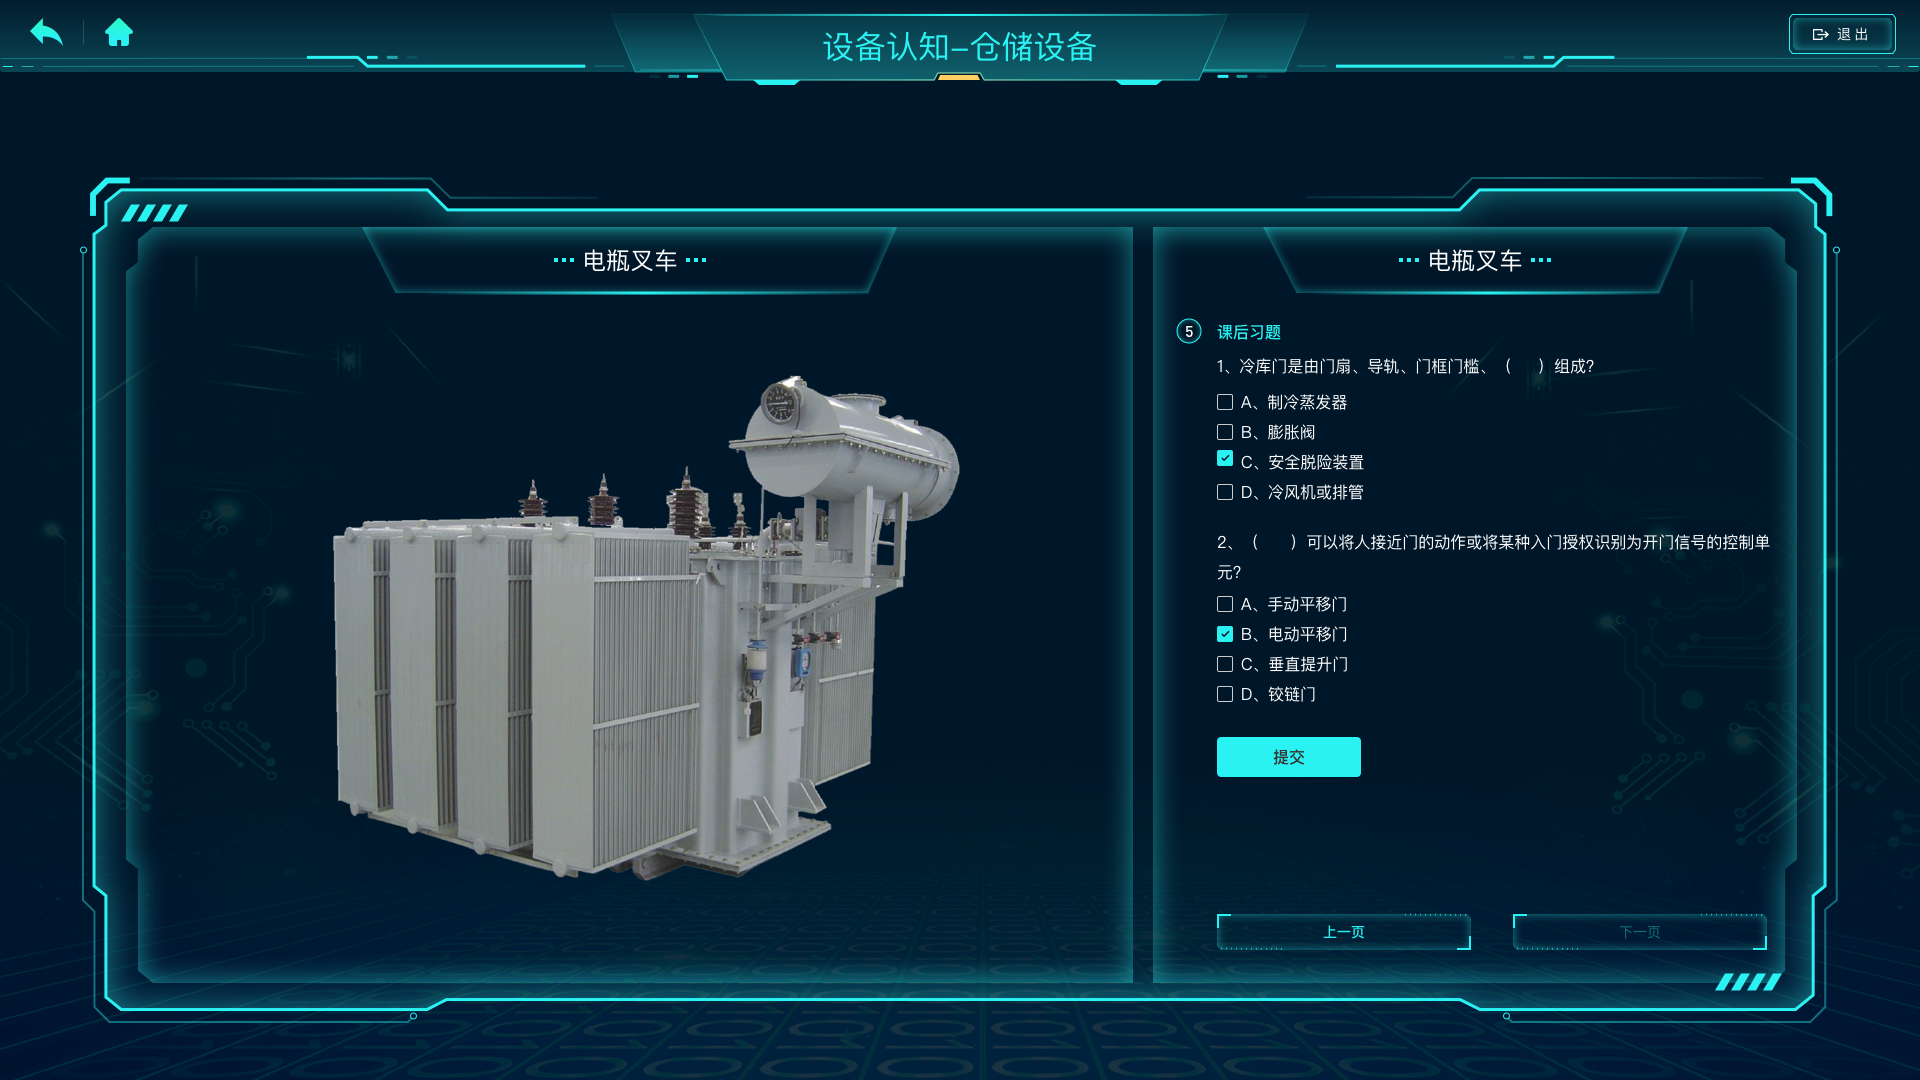 设备认知-仓储设备
退出
电瓶叉车
电瓶叉车
5 课后习题
1、冷库门是由门扇、导轨、门框门槛、（　）组成?
A、制冷蒸发器
B、膨胀阀
C、安全脱险装置
D、冷风机或排管
2、（　）可以将人接近门的动作或将某种入门授权识别为开门信号的控制单
元?
A、手动平移门
B、电动平移门
C、垂直提升门
D、铰链门
提交
上一页
下一页